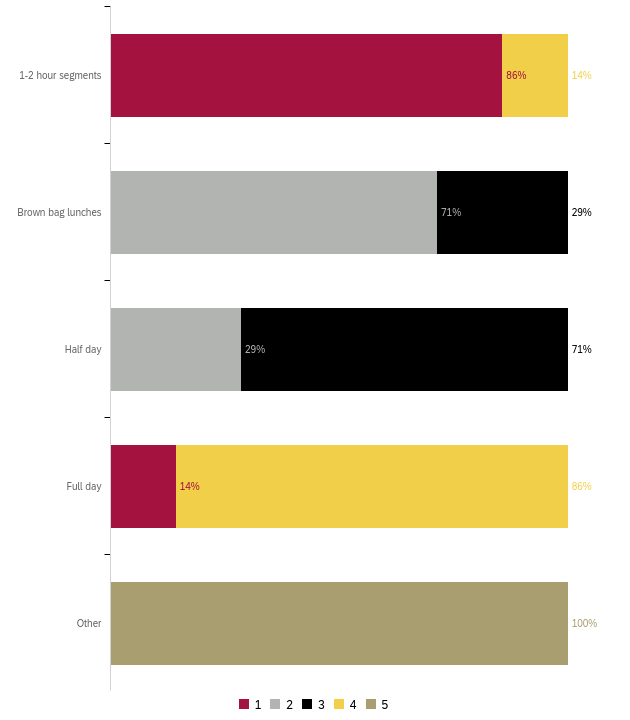 1-2 hour segments 86% 14%
Brown bag lunches 71% 29%
Half day 29% 71%
Full day 14% 86%
Other 100%
1 2 3 4 5